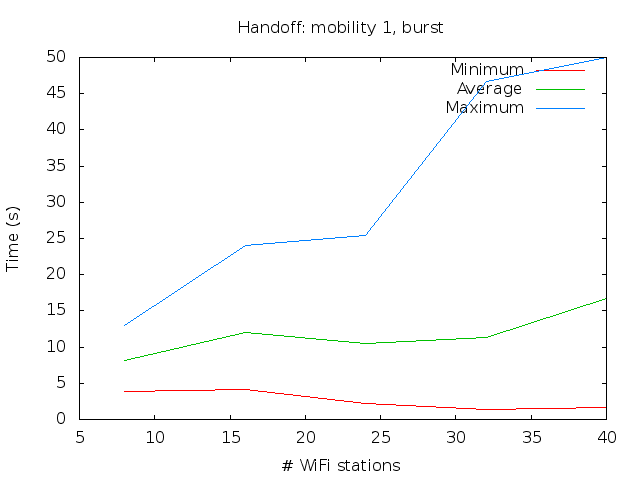 Handoff: mobility 1, burst
50
45
40
35
30
25
20
15
10
5
0
Time (s)
Minimum
Average
Maximum
5 10 15 20 25 30 35 40
# WiFi stations